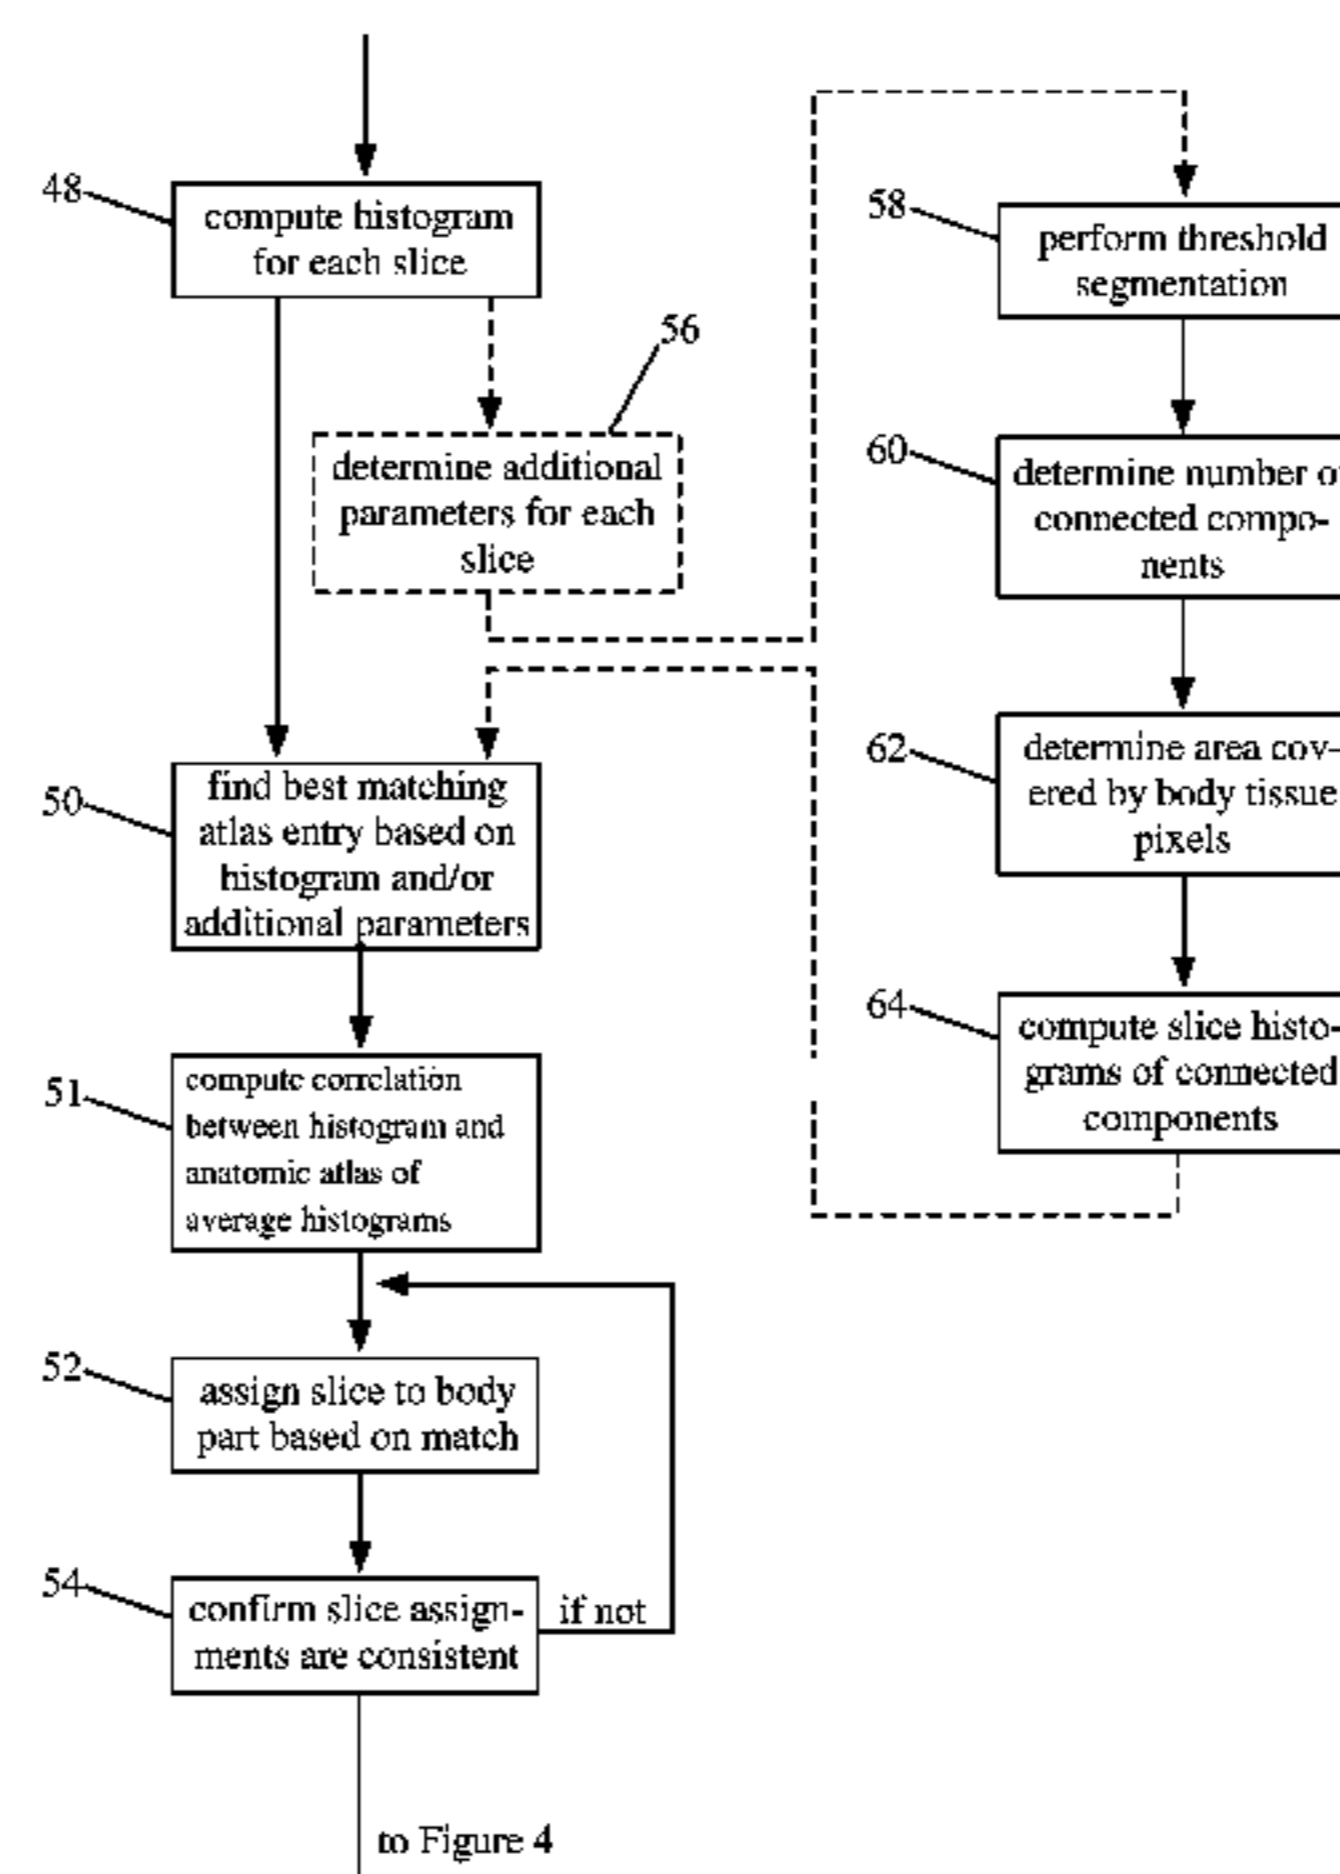 48
compute histogram
for each slice
56
determine additional
parameters for each
slice
50
find best matching
atlas entry based on
histogram and/or
additional parameters
51
compute correlation
between histogram and
anatomic atlas of
average histograms
52
assign slice to body
part based on match
54
confirm slice assign-
ments are consistent
if not
to Figure 4
58
perform threshold
segmentation
60
determine number of
connected compo-
nents
62
determine area cov-
ered by body tissue
pixels
64
compute slice histo-
grams of connected
components